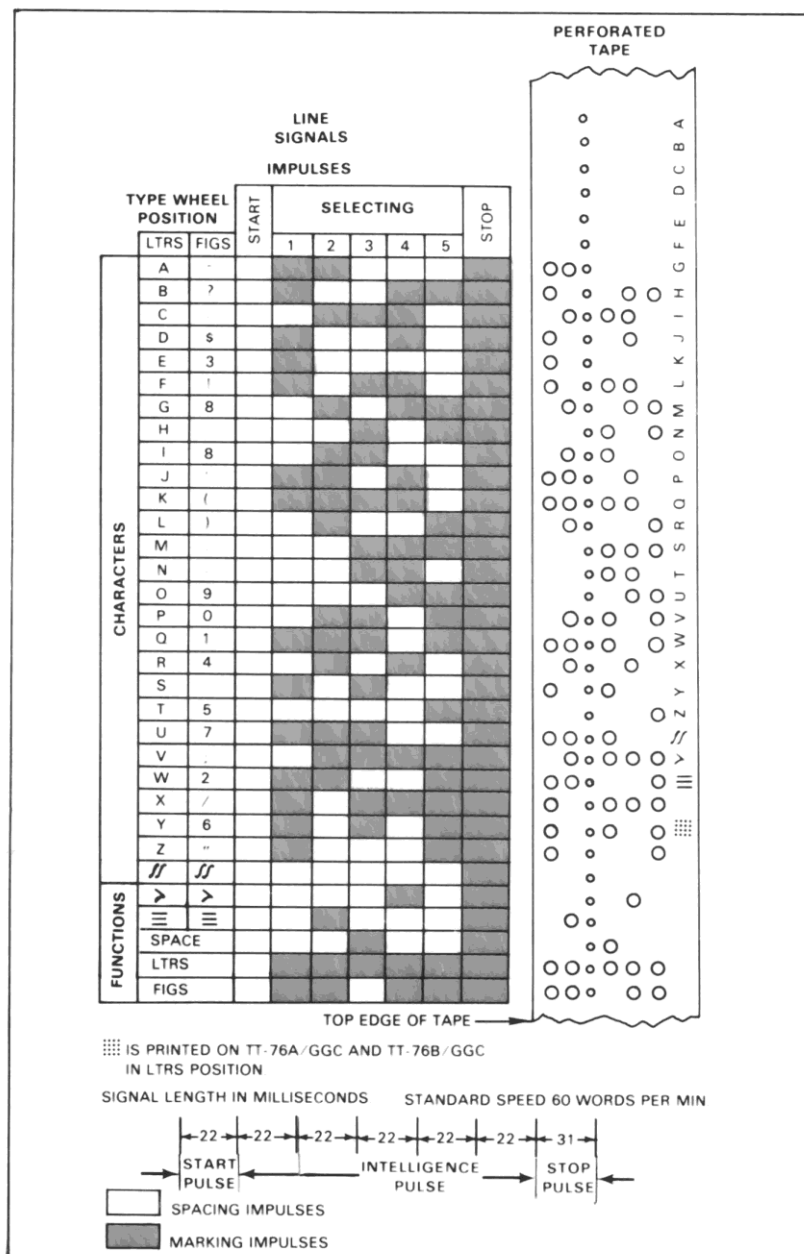 PERFORATED
TAPE
LINE
SIGNALS
IMPULSES
TYPE WHEEL
POSITION
START
SELECTING
STOP
LTRS FIGS
1 2 3 4 5
CHARACTERS
A -
B ?
C
D $
E 3
F !
G 8
H
I 8
J '
K (
L )
M .
N
O 9
P 0
Q 1
R 4
S
T 5
U 7
V
W 2
X /
Y 6
Z "
FUNCTIONS
≡ ≡
SPACE
LTRS
FIGS
A B C D E F G H I J K L M N O P Q R S T U V W X Y Z
TOP EDGE OF TAPE
IS PRINTED ON TT-76A/GGC AND TT-76B/GGC
IN LTRS POSITION
SIGNAL LENGTH IN MILLISECONDS STANDARD SPEED 60 WORDS PER MIN
22 22 22 22 22 22 31
START
PULSE
INTELLIGENCE
PULSE
STOP
PULSE
SPACING IMPULSES
MARKING IMPULSES